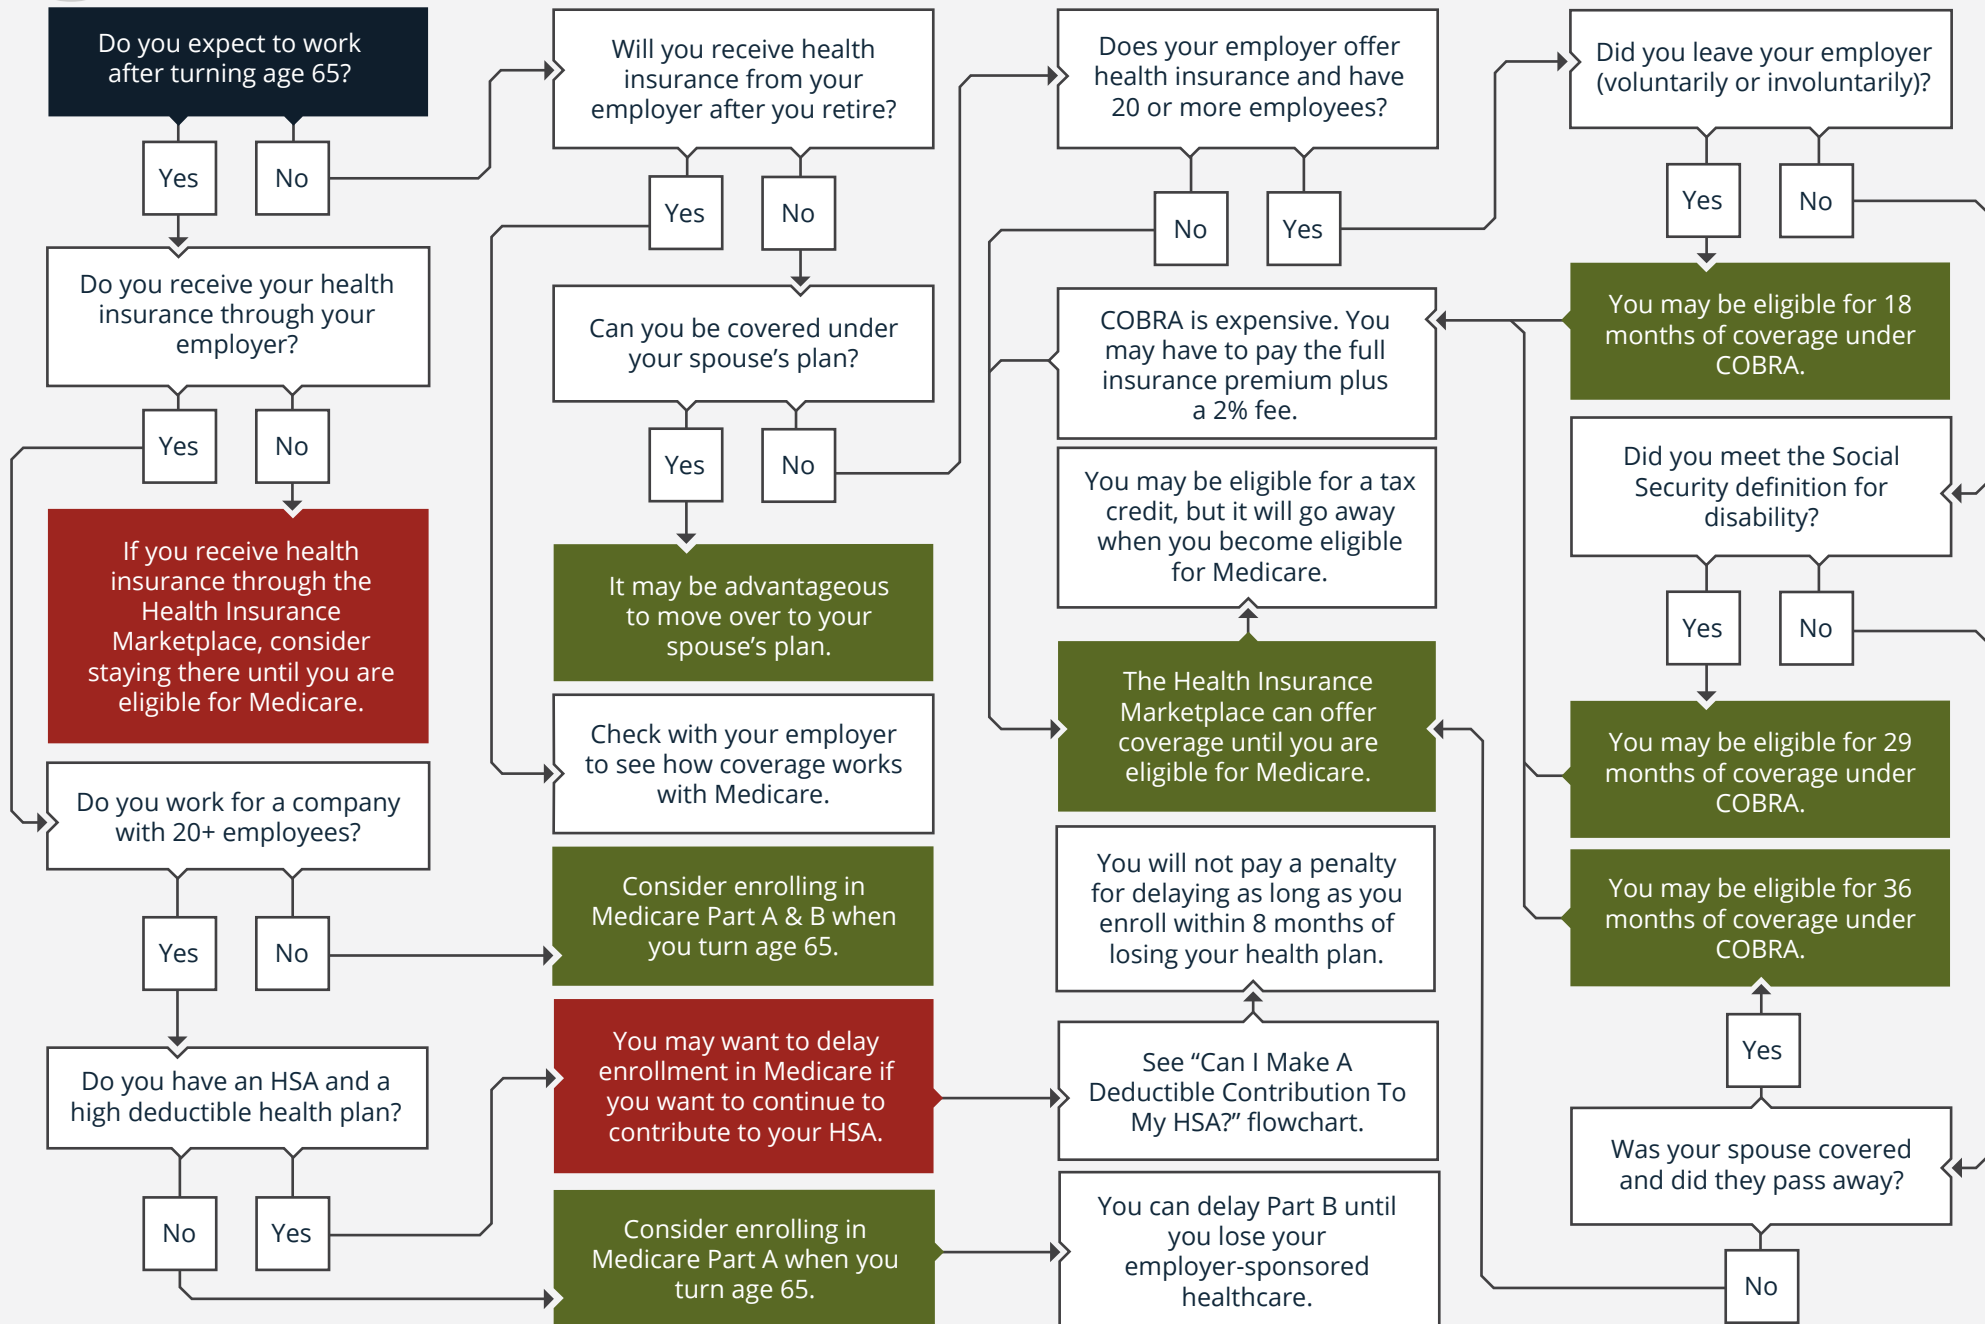 Do you expect to work
after turning age 65?
Yes
No
Do you receive your health
insurance through your
employer?
Yes
No
If you receive health
insurance through the
Health Insurance
Marketplace, consider
staying there until you are
eligible for Medicare.
Do you work for a company
with 20+ employees?
Yes
No
Do you have an HSA and a
high deductible health plan?
No
Yes
Will you receive health
insurance from your
employer after you retire?
Yes
No
Can you be covered under
your spouse’s plan?
Yes
No
It may be advantageous
to move over to your
spouse’s plan.
Check with your employer
to see how coverage works
with Medicare.
Consider enrolling in
Medicare Part A & B when
you turn age 65.
You may want to delay
enrollment in Medicare if
you want to continue to
contribute to your HSA.
Consider enrolling in
Medicare Part A when you
turn age 65.
Does your employer offer
health insurance and have
20 or more employees?
No
Yes
COBRA is expensive. You
may have to pay the full
insurance premium plus
a 2% fee.
You may be eligible for a tax
credit, but it will go away
when you become eligible
for Medicare.
The Health Insurance
Marketplace can offer
coverage until you are
eligible for Medicare.
You will not pay a penalty
for delaying as long as you
enroll within 8 months of
losing your health plan.
See “Can I Make A
Deductible Contribution To
My HSA?” flowchart.
You can delay Part B until
you lose your
employer-sponsored
healthcare.
Did you leave your employer
(voluntarily or involuntarily)?
Yes
No
You may be eligible for 18
months of coverage under
COBRA.
Did you meet the Social
Security definition for
disability?
Yes
No
You may be eligible for 29
months of coverage under
COBRA.
You may be eligible for 36
months of coverage under
COBRA.
Yes
Was your spouse covered
and did they pass away?
No